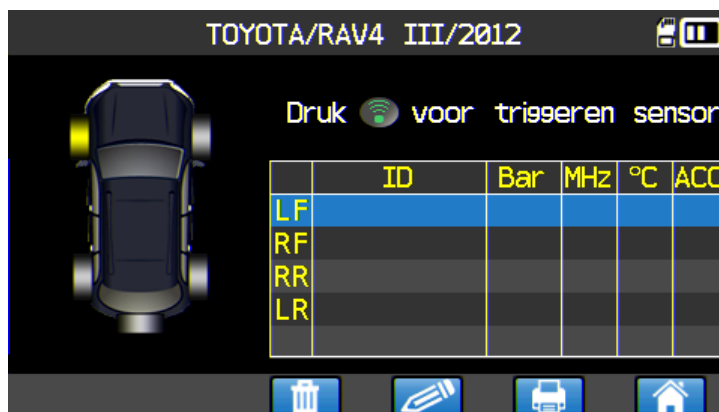 TOYOTA/RAV4 III/2012
Druk voor triggeren sensor
ID Bar MHz °C ACC
LF
RF
RR
LR